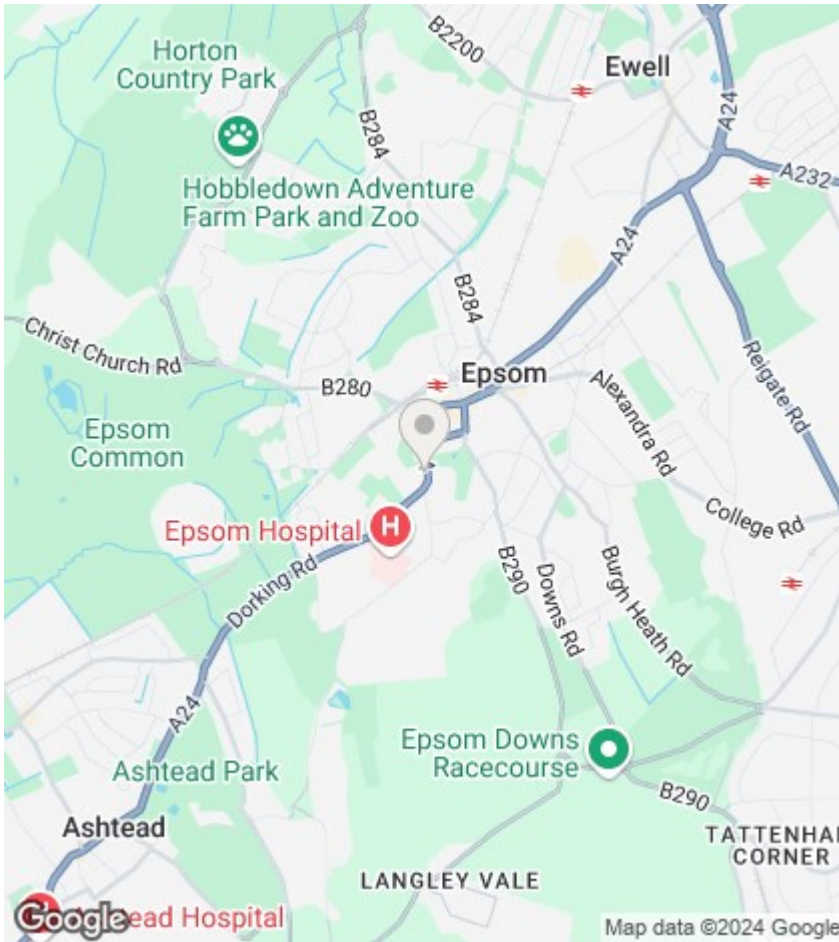 Horton
Country Park
B2200
Ewell
B284
A24
A232
Hobbledown Adventure
Farm Park and Zoo
A24
B284
Christ Church Rd
B280
Epsom
Alexandra Rd
Reigate Rd
Epsom
Common
College Rd
Epsom Hospital
H
Dorking Rd
B290
Downs Rd
Burgh Heath Rd
A24
Epsom Downs
Racecourse
Ashtead Park
B290
Ashtead
TATTENHA
CORNER
LANGLEY VALE
Google
Hospital
Map data ©2024 Google